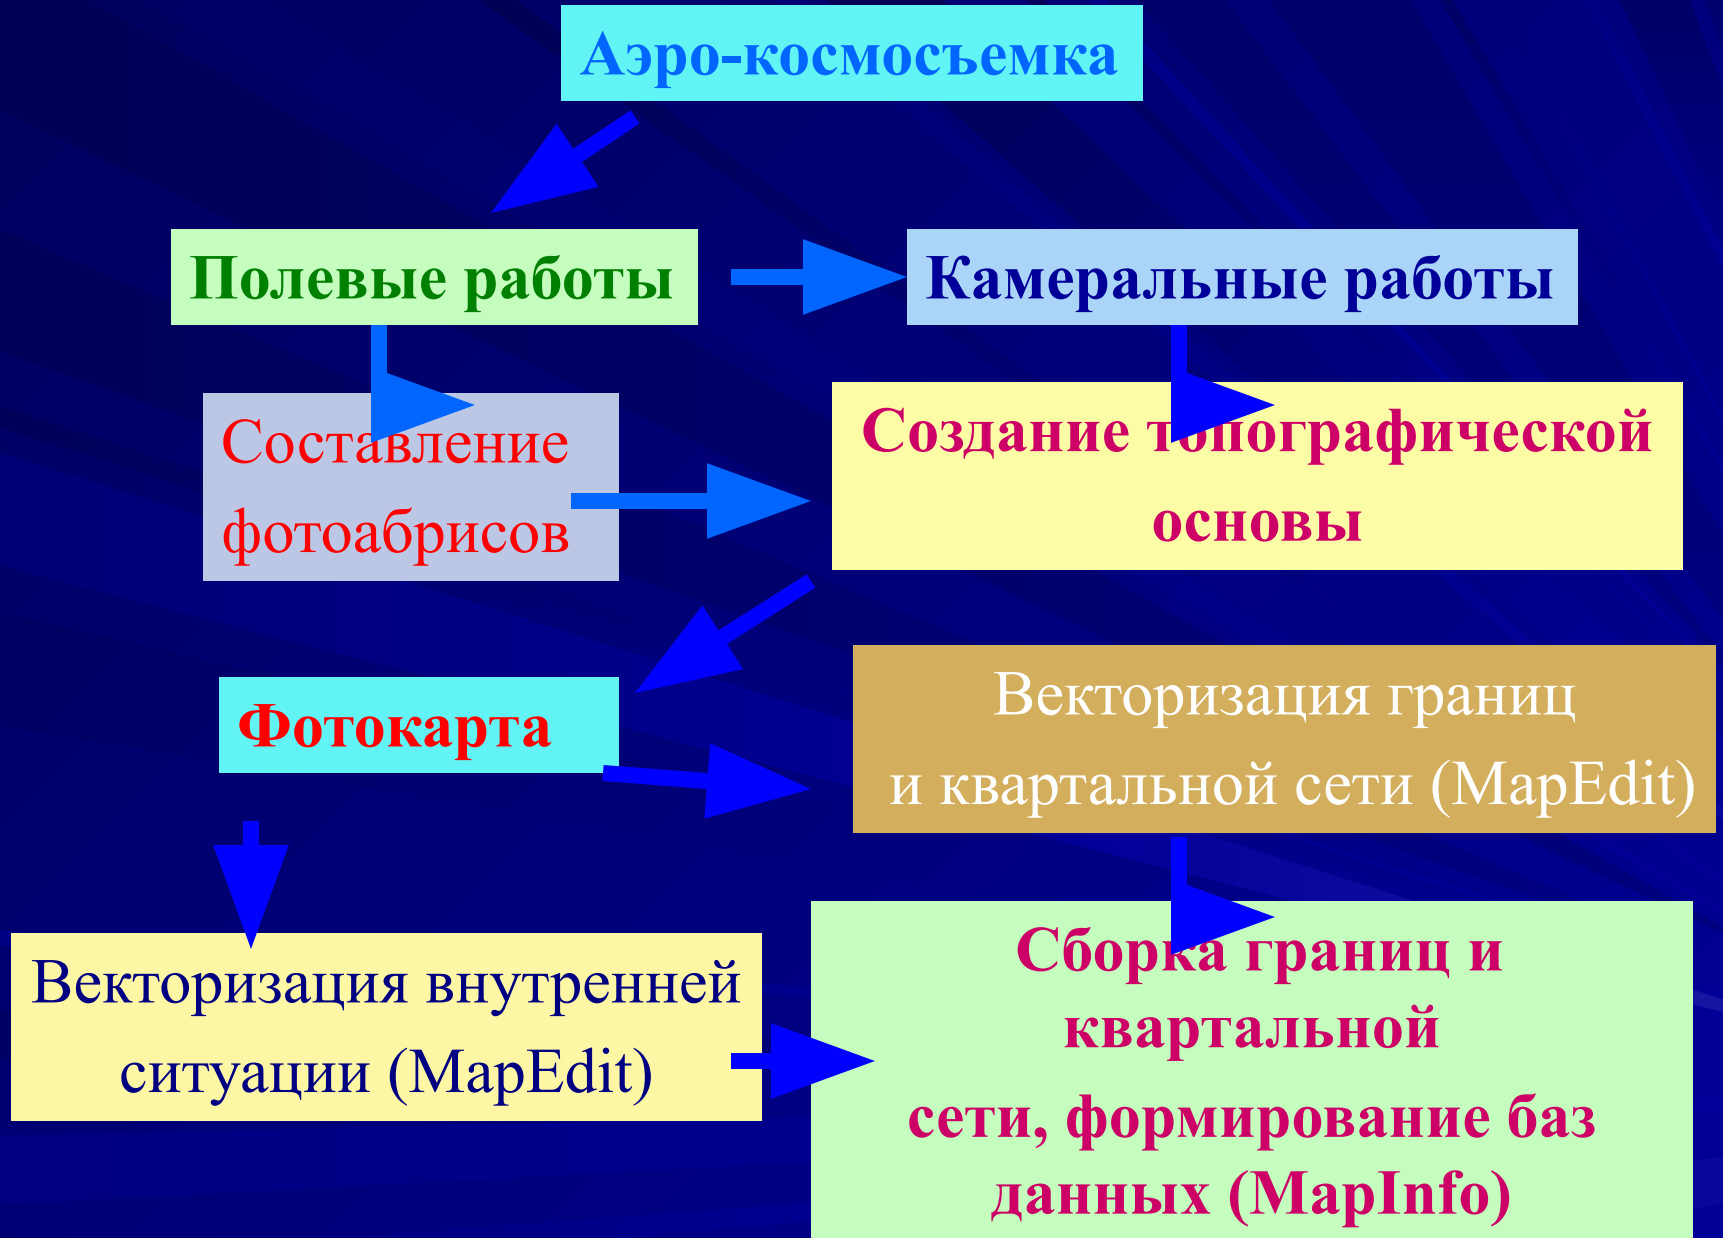 Аэро-космосъемка
Полевые работы
Камеральные работы
Составление
фотоабрисов
Создание топографической
основы
Фотокарта
Векторизация границ
и квартальной сети (MapEdit)
Векторизация внутренней
ситуации (MapEdit)
Сборка границ и
квартальной
сети, формирование баз
данных (MapInfo)